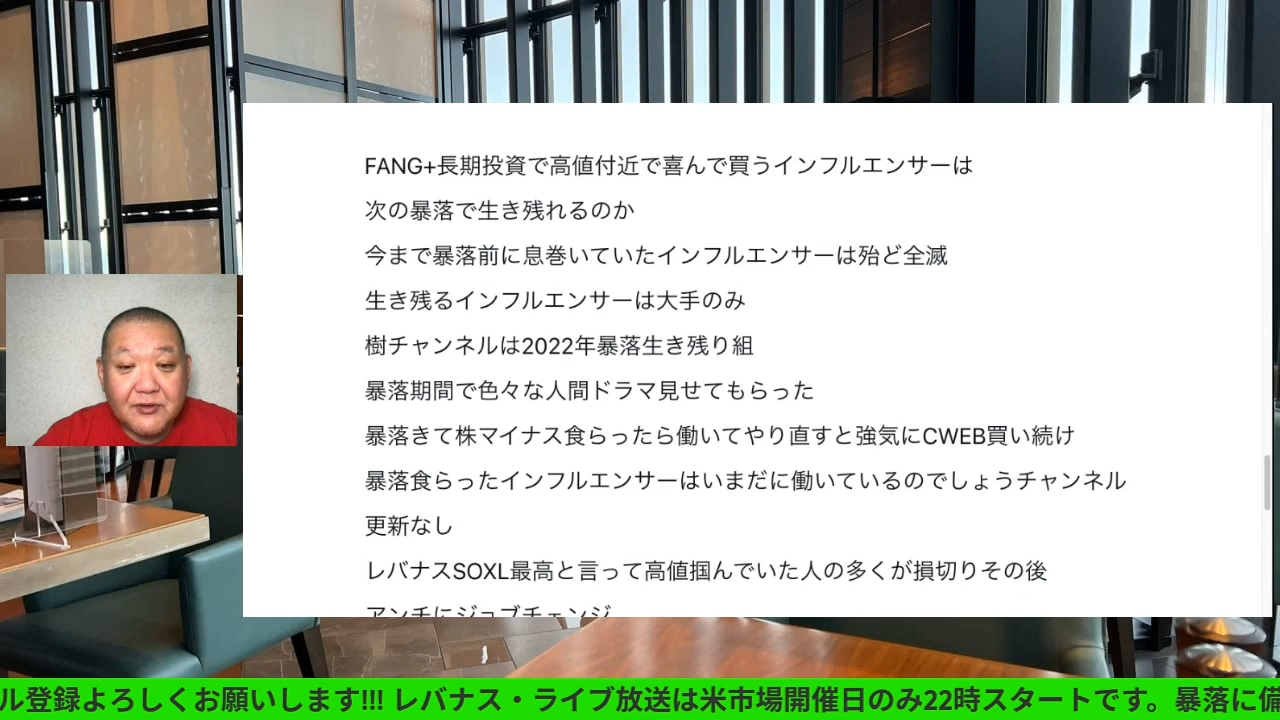 FANG+長期投資で高値付近で喜んで買うインフルエンサーは
次の暴落で生き残れるのか
今まで暴落前に息巻いていたインフルエンサーは殆ど全滅
生き残るインフルエンサーは大手のみ
樹チャンネルは2022年暴落生き残り組
暴落期間で色々な人間ドラマ見せてもらった
暴落きて株マイナス食らったら働いてやり直すと強気にCWEB買い続け
暴落食らったインフルエンサーはいまだに働いているのでしょうチャンネル
更新なし
レバナスSOXL最高と言って高値掴んでいた人の多くが損切りその後
アンチにジョブチェンジ
ル登録よろしくお願いします!!! レバナス・ライブ放送は米市場開催日のみ22時スタートです。暴落に備